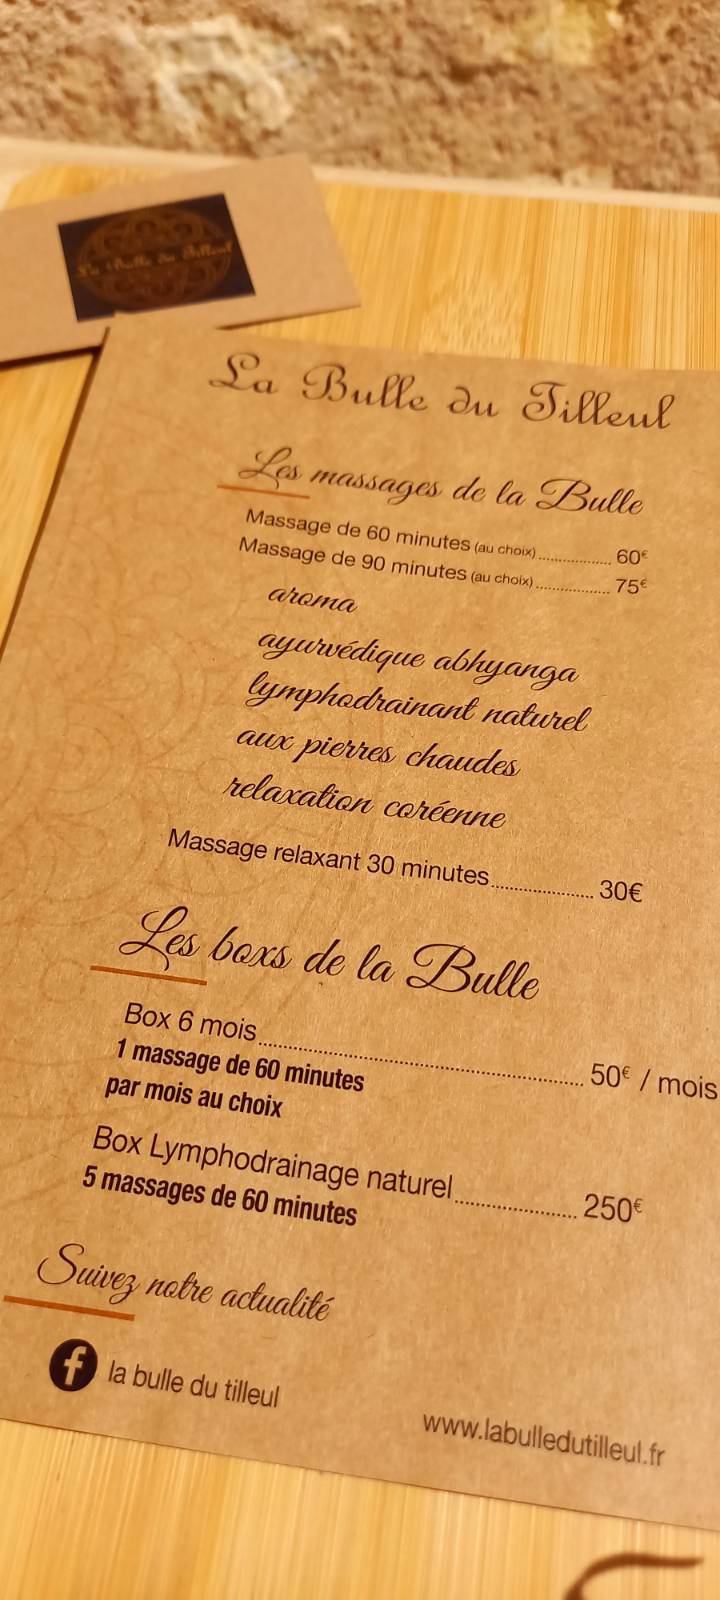 La Bulle du Tilleul
La Bulle du Tilleul
Les massages de la Bulle
Massage de 60 minutes (au choix).................. 60€
Massage de 90 minutes (au choix).................. 75€
aroma
ayurvédique abhyanga
lymphodrainant naturel
aux pierres chaudes
relaxation coréenne
Massage relaxant 30 minutes.................. 30€
Les boxs de la Bulle
Box 6 mois.................. 50€ / mois
1 massage de 60 minutes
par mois au choix
Box Lymphodrainage naturel.................. 250€
5 massages de 60 minutes
Suivez notre actualité
f la bulle du tilleul
www.labulledutilleul.fr